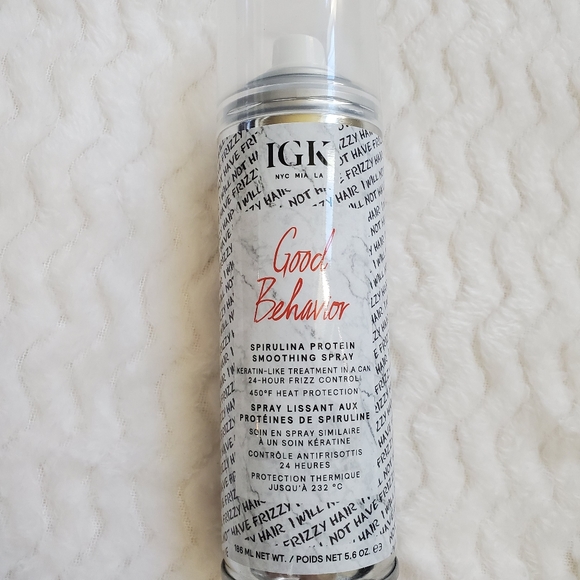 IGK
NYC MIA LA
Good
Behavior
SPIRULINA PROTEIN
SMOOTHING SPRAY
KERATIN-LIKE TREATMENT IN A CAN
24-HOUR FRIZZ CONTROL
450°F HEAT PROTECTION
SPRAY LISSANT AUX
PROTÉINES DE SPIRULINE
SOIN EN SPRAY SIMILAIRE
À UN SOIN KÉRATINE
CONTRÔLE ANTIFRISOTTIS
24 HEURES
PROTECTION THERMIQUE
JUSQU'À 232 °C
I WILL NOT HAVE FRIZZY HAIR
186 ML NET WT. / POIDS NET 5.6 OZ. ℮